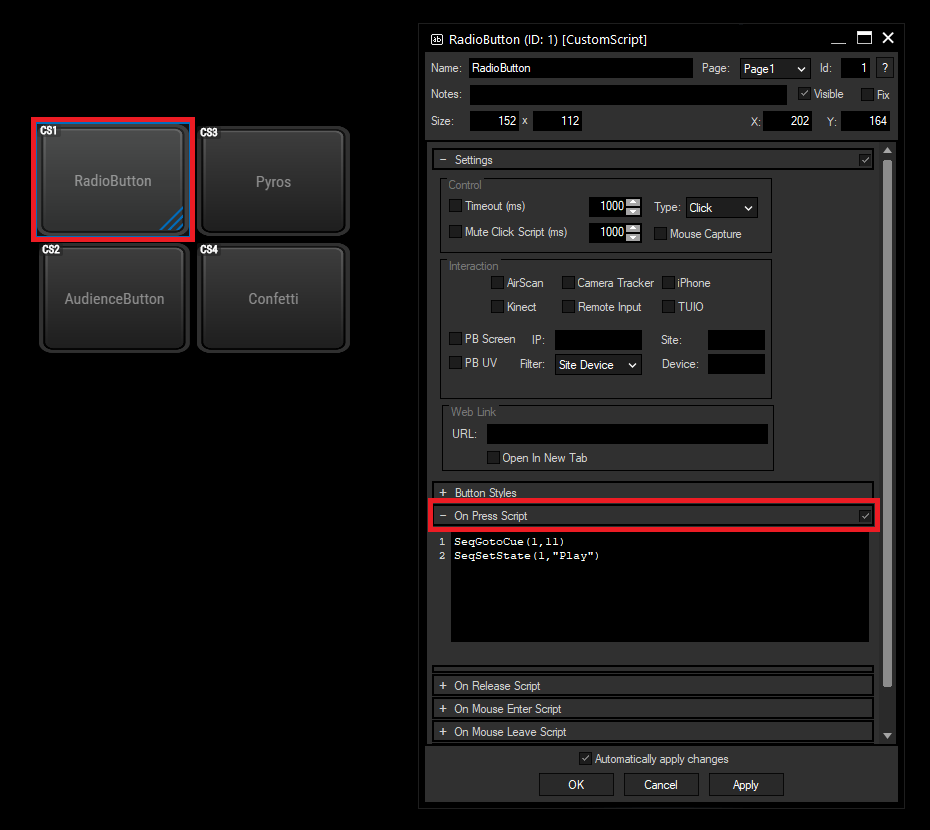 CS1
RadioButton
CS3
Pyros
CS2
AudienceButton
CS4
Confetti
ab RadioButton (ID: 1) [CustomScript]
Name: RadioButton Page: Page1 Id: 1 ?
Notes: Visible Fix
Size: 152 x 112 X: 202 Y: 164
− Settings
Control
Timeout (ms) 1000 Type: Click
Mute Click Script (ms) 1000 Mouse Capture
Interaction
AirScan Camera Tracker iPhone
Kinect Remote Input TUIO
PB Screen IP: Site:
PB UV Filter: Site Device Device:
Web Link
URL:
Open In New Tab
+ Button Styles
− On Press Script
1 SeqGotoCue(1,11)
2 SeqSetState(1,"Play")
+ On Release Script
+ On Mouse Enter Script
+ On Mouse Leave Script
Automatically apply changes
OK Cancel Apply